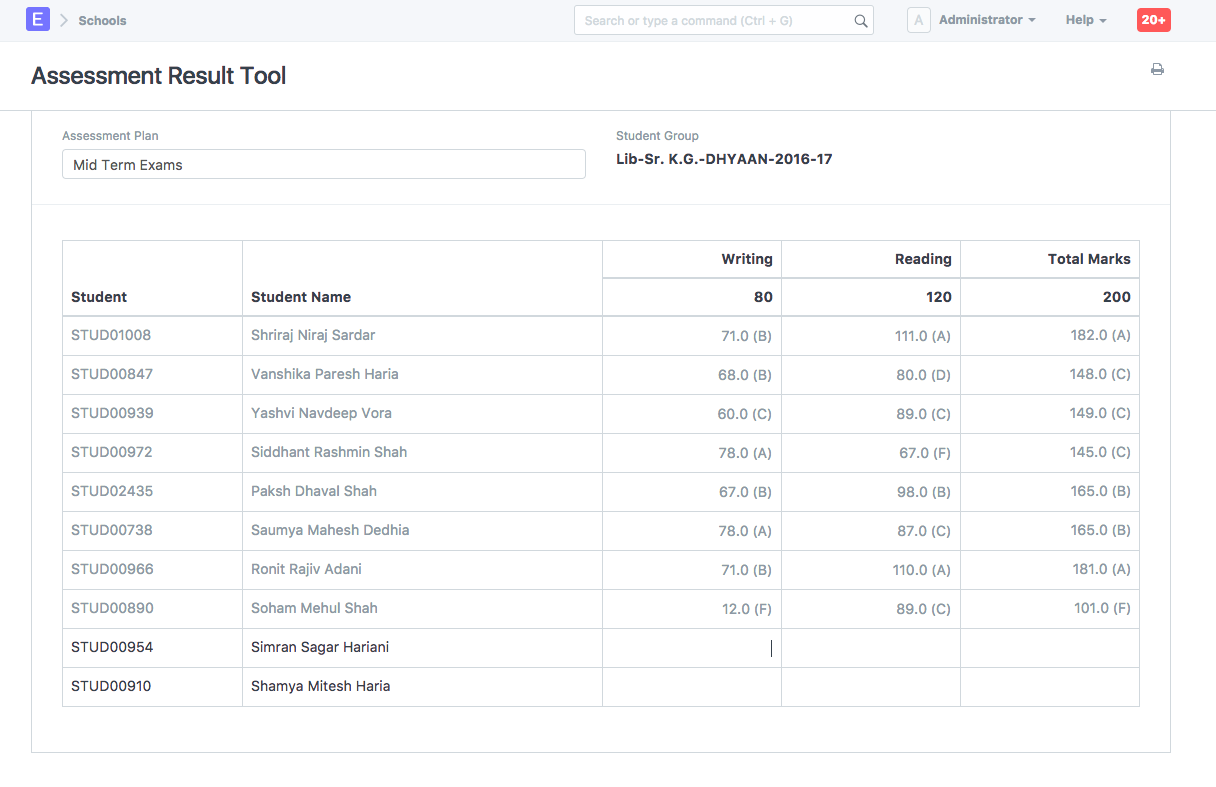 E Schools Search or type a command (Ctrl + G) A Administrator Help 20+
Assessment Result Tool
Assessment Plan Student Group
Mid Term Exams Lib-Sr. K.G.-DHYAAN-2016-17
Writing Reading Total Marks
Student Student Name 80 120 200
STUD01008 Shriraj Niraj Sardar 71.0 (B) 111.0 (A) 182.0 (A)
STUD00847 Vanshika Paresh Haria 68.0 (B) 80.0 (D) 148.0 (C)
STUD00939 Yashvi Navdeep Vora 60.0 (C) 89.0 (C) 149.0 (C)
STUD00972 Siddhant Rashmin Shah 78.0 (A) 67.0 (F) 145.0 (C)
STUD02435 Paksh Dhaval Shah 67.0 (B) 98.0 (B) 165.0 (B)
STUD00738 Saumya Mahesh Dedhia 78.0 (A) 87.0 (C) 165.0 (B)
STUD00966 Ronit Rajiv Adani 71.0 (B) 110.0 (A) 181.0 (A)
STUD00890 Soham Mehul Shah 12.0 (F) 89.0 (C) 101.0 (F)
STUD00954 Simran Sagar Hariani
STUD00910 Shamya Mitesh Haria